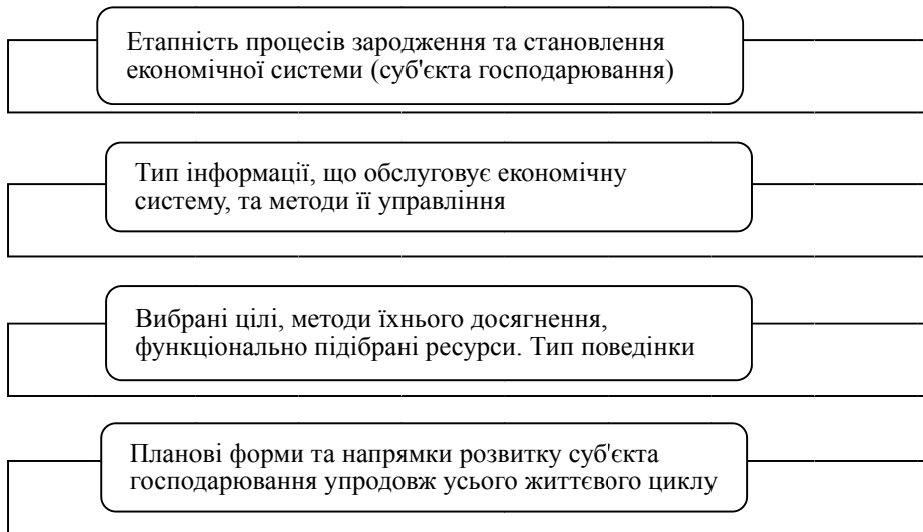 Етапність процесів зародження та становлення
економічної системи (суб'єкта господарювання)
Тип інформації, що обслуговує економічну
систему, та методи її управління
Вибрані цілі, методи їхнього досягнення,
функціонально підібрані ресурси. Тип поведінки
Планові форми та напрямки розвитку суб'єкта
господарювання упродовж усього життєвого циклу